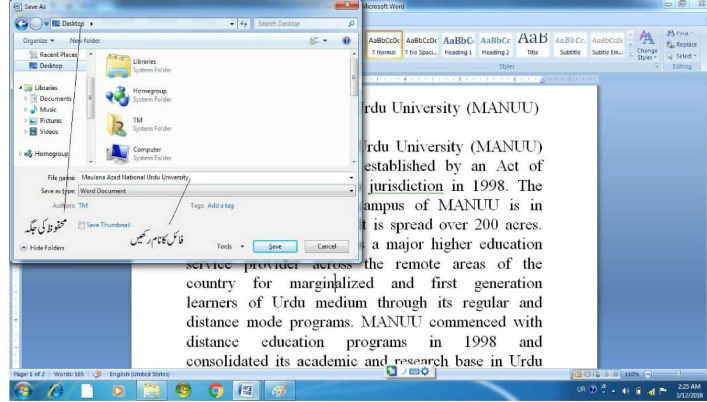 Save As
Microsoft Word
Desktop
Search Desktop
Organize
New folder
Recent Places
Desktop
Libraries
Documents
Music
Pictures
Videos
Homegroup
Libraries
System Folder
Homegroup
System Folder
TM
System Folder
Computer
System Folder
File name: Maulana Azad National Urdu University
Save as type: Word Document
Authors: TM
Tags: Add a tag
Save Thumbnail
محفوظ کی جگہ
فائل کا نام رکھیں
Hide Folders
Tools
Save
Cancel
AaBbCcDc AaBbCcDc AaBbC AaBbCc AaB AaBbCc. AaBbCcDc
T Normal T No Spaci... Heading 1 Heading 2 Title Subtitle Subtle Em...
Change Styles
Find
Replace
Select
Styles
Editing
Urdu University (MANUU)
Urdu University (MANUU)
established by an Act of
jurisdiction in 1998. The
campus of MANUU is in
t is spread over 200 acres.
s a major higher education
service provider across the remote areas of the
country for marginalized and first generation
learners of Urdu medium through its regular and
distance mode programs. MANUU commenced with
distance education programs in 1998 and
consolidated its academic and research base in Urdu
Page: 1 of 2 Words: 185 English (United States)
110%
UR
2:25 AM
3/12/2018